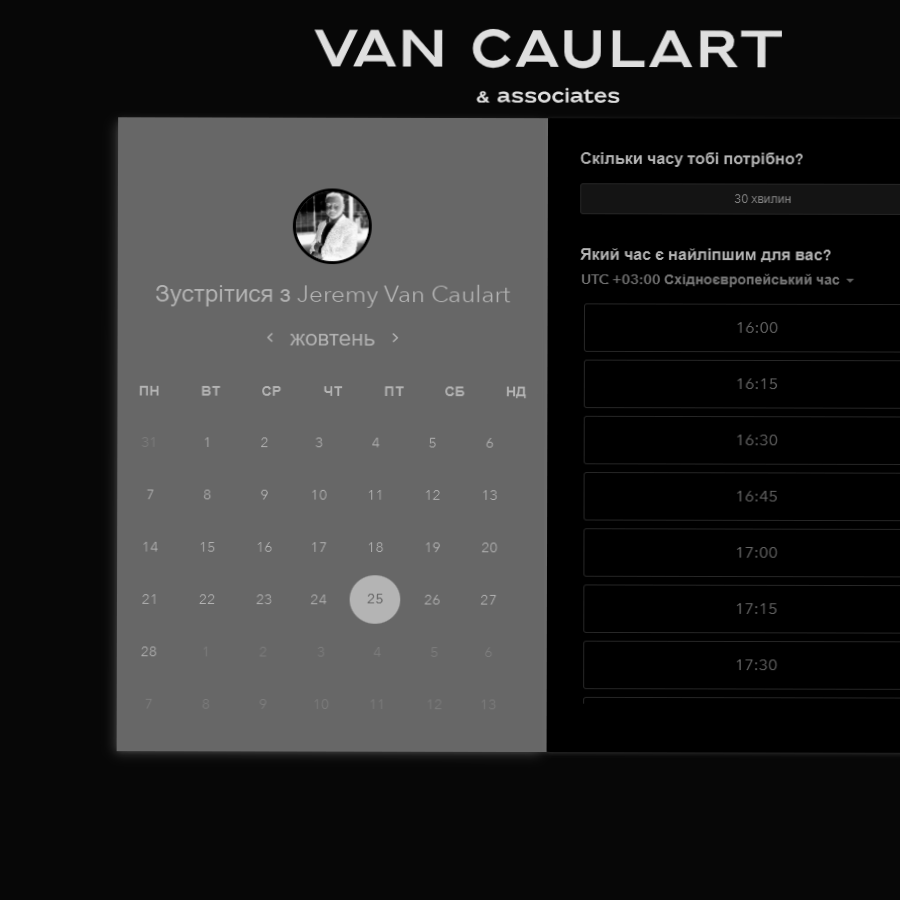 VAN CAULART
& associates
Зустрітися з Jeremy Van Caulart
жовтень
ПН ВТ СР ЧТ ПТ СБ НД
31 1 2 3 4 5 6
7 8 9 10 11 12 13
14 15 16 17 18 19 20
21 22 23 24 25 26 27
28 1 2 3 4 5 6
7 8 9 10 11 12 13
Скільки часу тобі потрібно?
30 хвилин
Який час є найліпшим для вас?
UTC +03:00 Східноєвропейський час
16:00
16:15
16:30
16:45
17:00
17:15
17:30